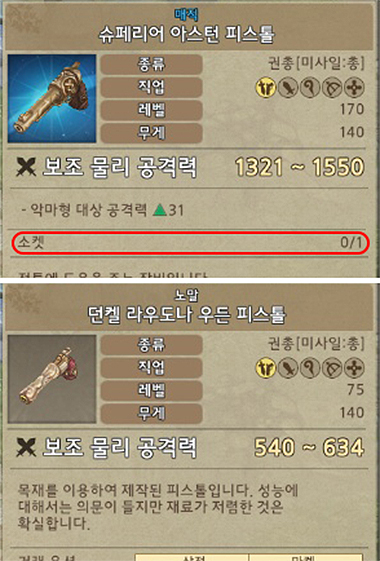 매직
슈페리어 아스턴 피스톨
종류 권총[미사일:총]
직업
레벨 170
무게 140
보조 물리 공격력 1321 ~ 1550
- 악마형 대상 공격력 ▲31
소켓 0/1
노말
던켈 라우도나 우든 피스톨
종류 권총[미사일:총]
직업
레벨 75
무게 140
보조 물리 공격력 540 ~ 634
목재를 이용하여 제작된 피스톨입니다. 성능에
대해서는 의문이 들지만 재료가 저렴한 것은
확실합니다.